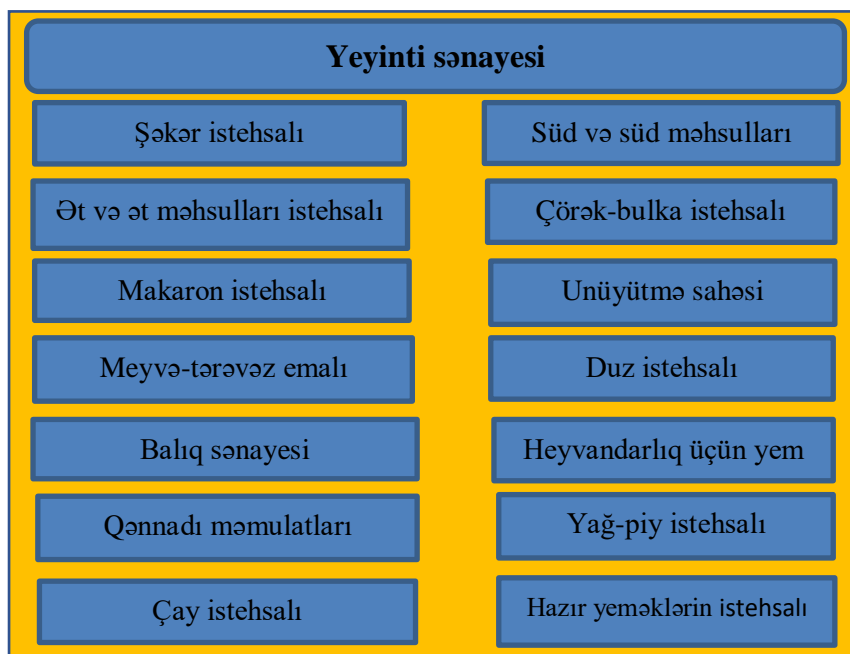 Yeyinti sənayesi
Şəkər istehsalı
Süd və süd məhsulları
Ət və ət məhsulları istehsalı
Çörək-bulka istehsalı
Makaron istehsalı
Unüyütmə sahəsi
Meyvə-tərəvəz emalı
Duz istehsalı
Balıq sənayesi
Heyvandarlıq üçün yem
Qənnadı məmulatları
Yağ-piy istehsalı
Çay istehsalı
Hazır yeməklərin istehsalı